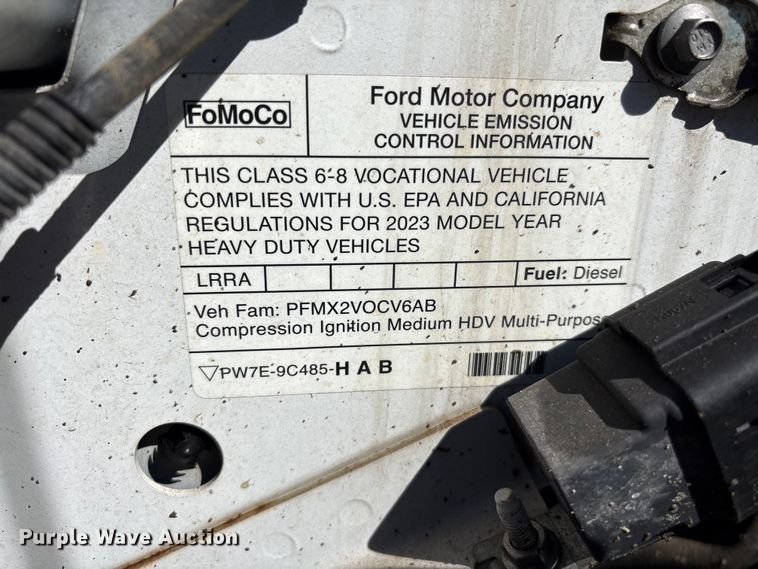 FoMoCo
Ford Motor Company
VEHICLE EMISSION
CONTROL INFORMATION
THIS CLASS 6-8 VOCATIONAL VEHICLE
COMPLIES WITH U.S. EPA AND CALIFORNIA
REGULATIONS FOR 2023 MODEL YEAR
HEAVY DUTY VEHICLES
LRRA
Fuel: Diesel
Veh Fam: PFMX2VOCV6AB
Compression Ignition Medium HDV Multi-Purpose
▽PW7E-9C485-HAB
Purple Wave Auction